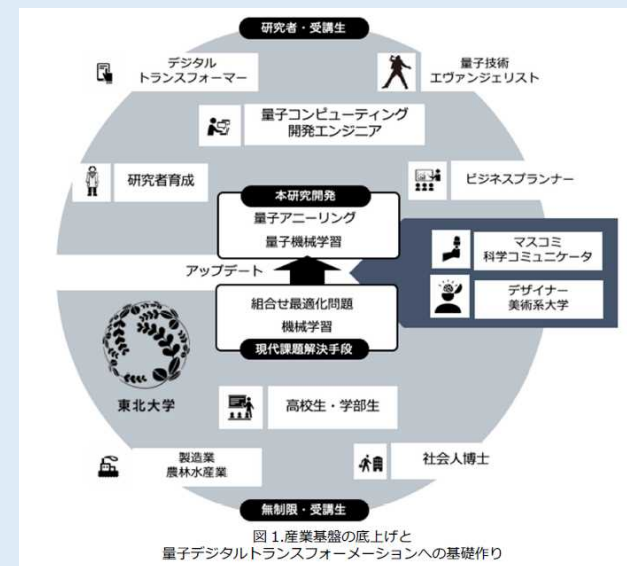 研究者・受講生
デジタル
トランスフォーマー
量子技術
エヴァンジェリスト
量子コンピューティング
開発エンジニア
研究者育成
ビジネスプランナー
本研究開発
量子アニーリング
量子機械学習
マスコミ
科学コミュニケータ
アップデート
デザイナー
美術系大学
組合せ最適化問題
機械学習
現代課題解決手段
東北大学
高校生・学部生
製造業
農林水産業
社会人博士
無制限・受講生
図 1.産業基盤の底上げと
量子デジタルトランスフォーメーションへの基礎作り